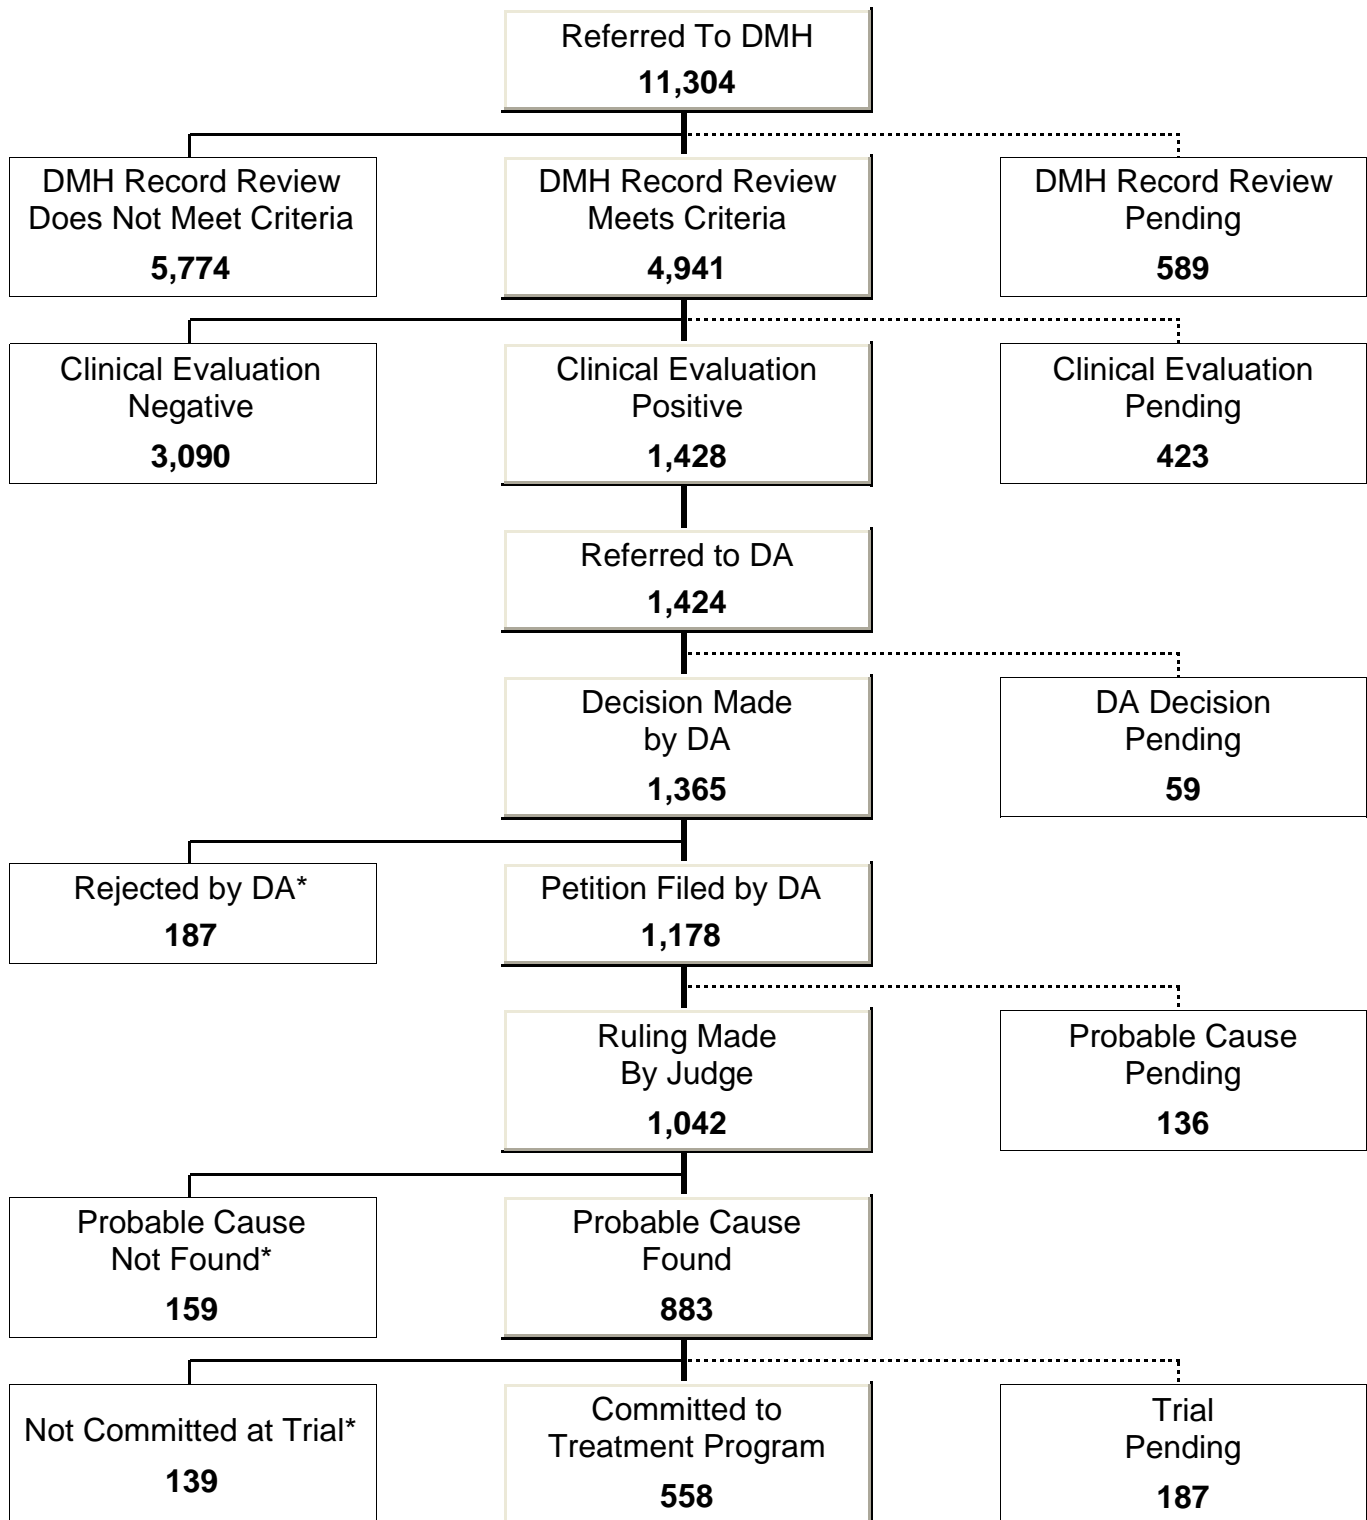 Referred To DMH
11,304
DMH Record Review
Does Not Meet Criteria
5,774
DMH Record Review
Meets Criteria
4,941
DMH Record Review
Pending
589
Clinical Evaluation
Negative
3,090
Clinical Evaluation
Positive
1,428
Clinical Evaluation
Pending
423
Referred to DA
1,424
Decision Made
by DA
1,365
DA Decision
Pending
59
Rejected by DA*
187
Petition Filed by DA
1,178
Ruling Made
By Judge
1,042
Probable Cause
Pending
136
Probable Cause
Not Found*
159
Probable Cause
Found
883
Not Committed at Trial*
139
Committed to
Treatment Program
558
Trial
Pending
187